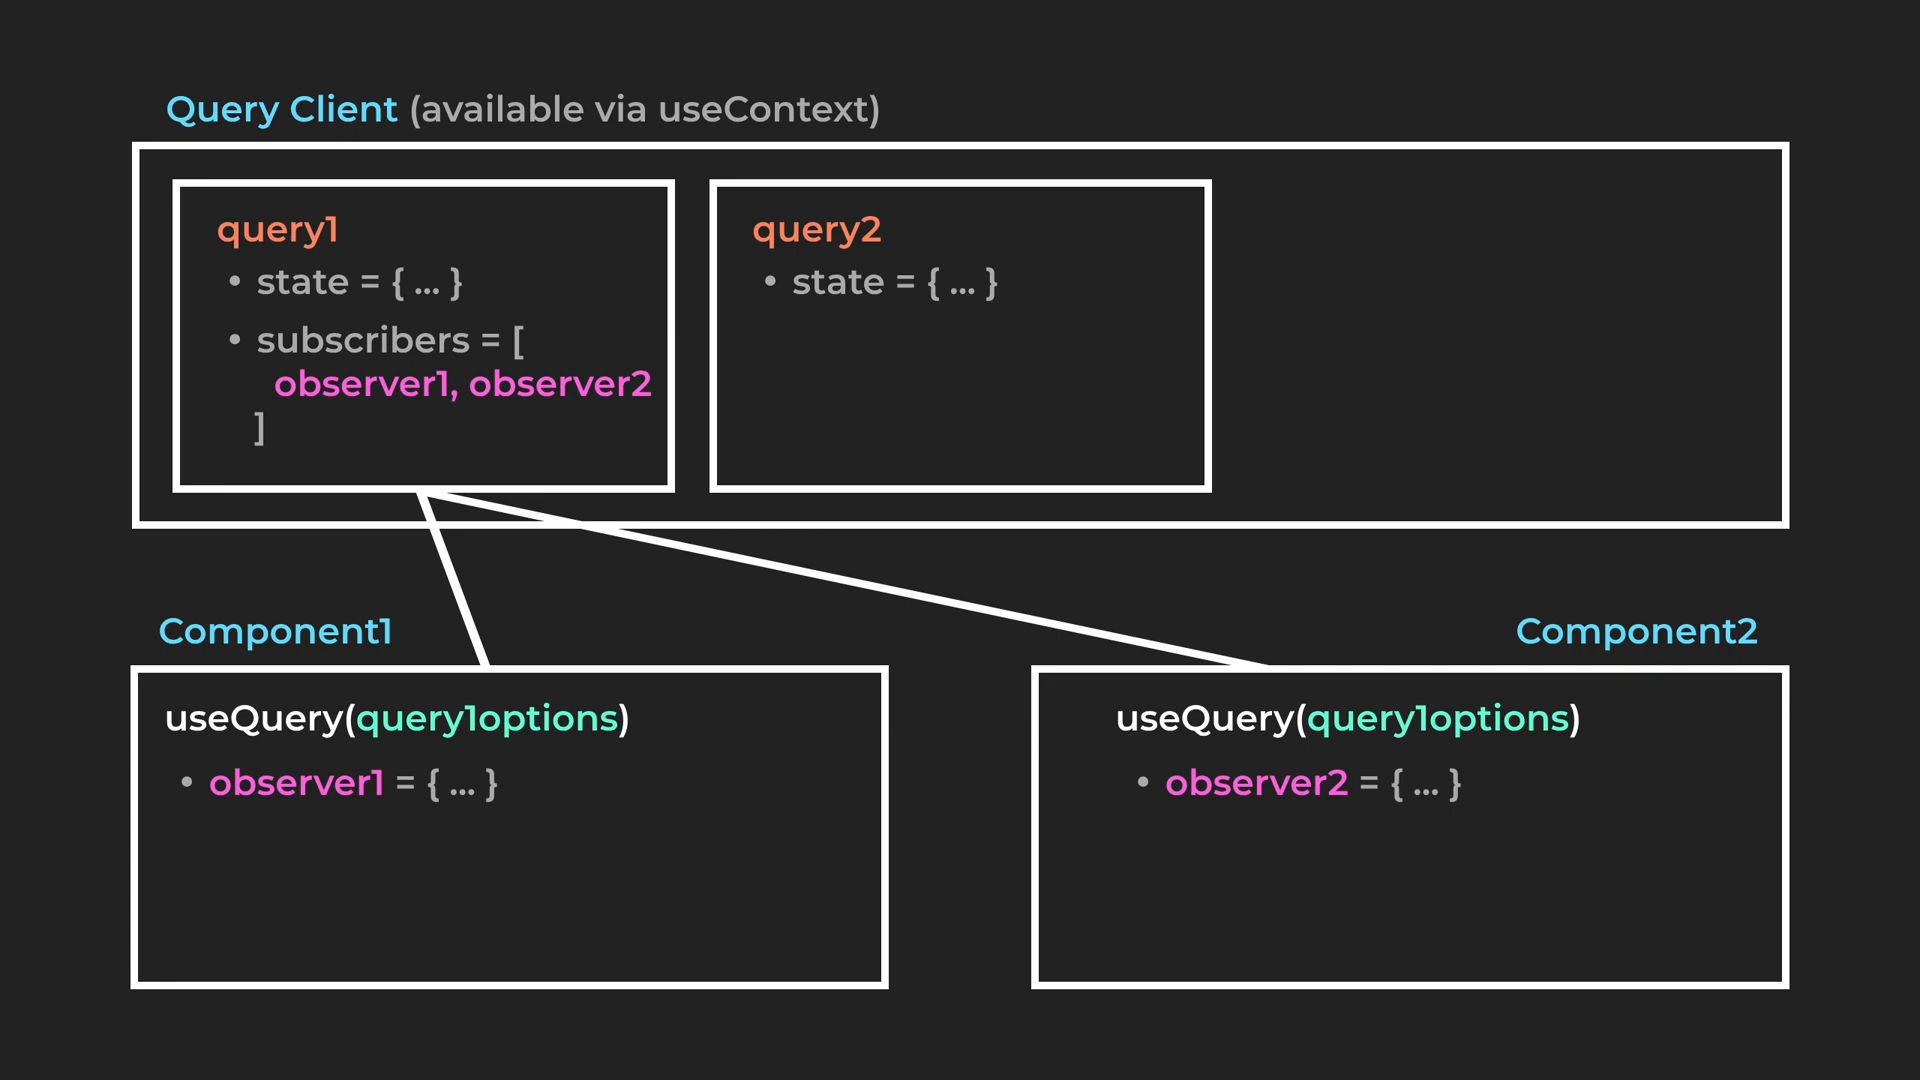 Query Client (available via useContext)
query1
• state = { ... }
• subscribers = [
observer1, observer2
]
query2
• state = { ... }
Component1
useQuery(query1options)
• observer1 = { ... }
Component2
useQuery(query1options)
• observer2 = { ... }